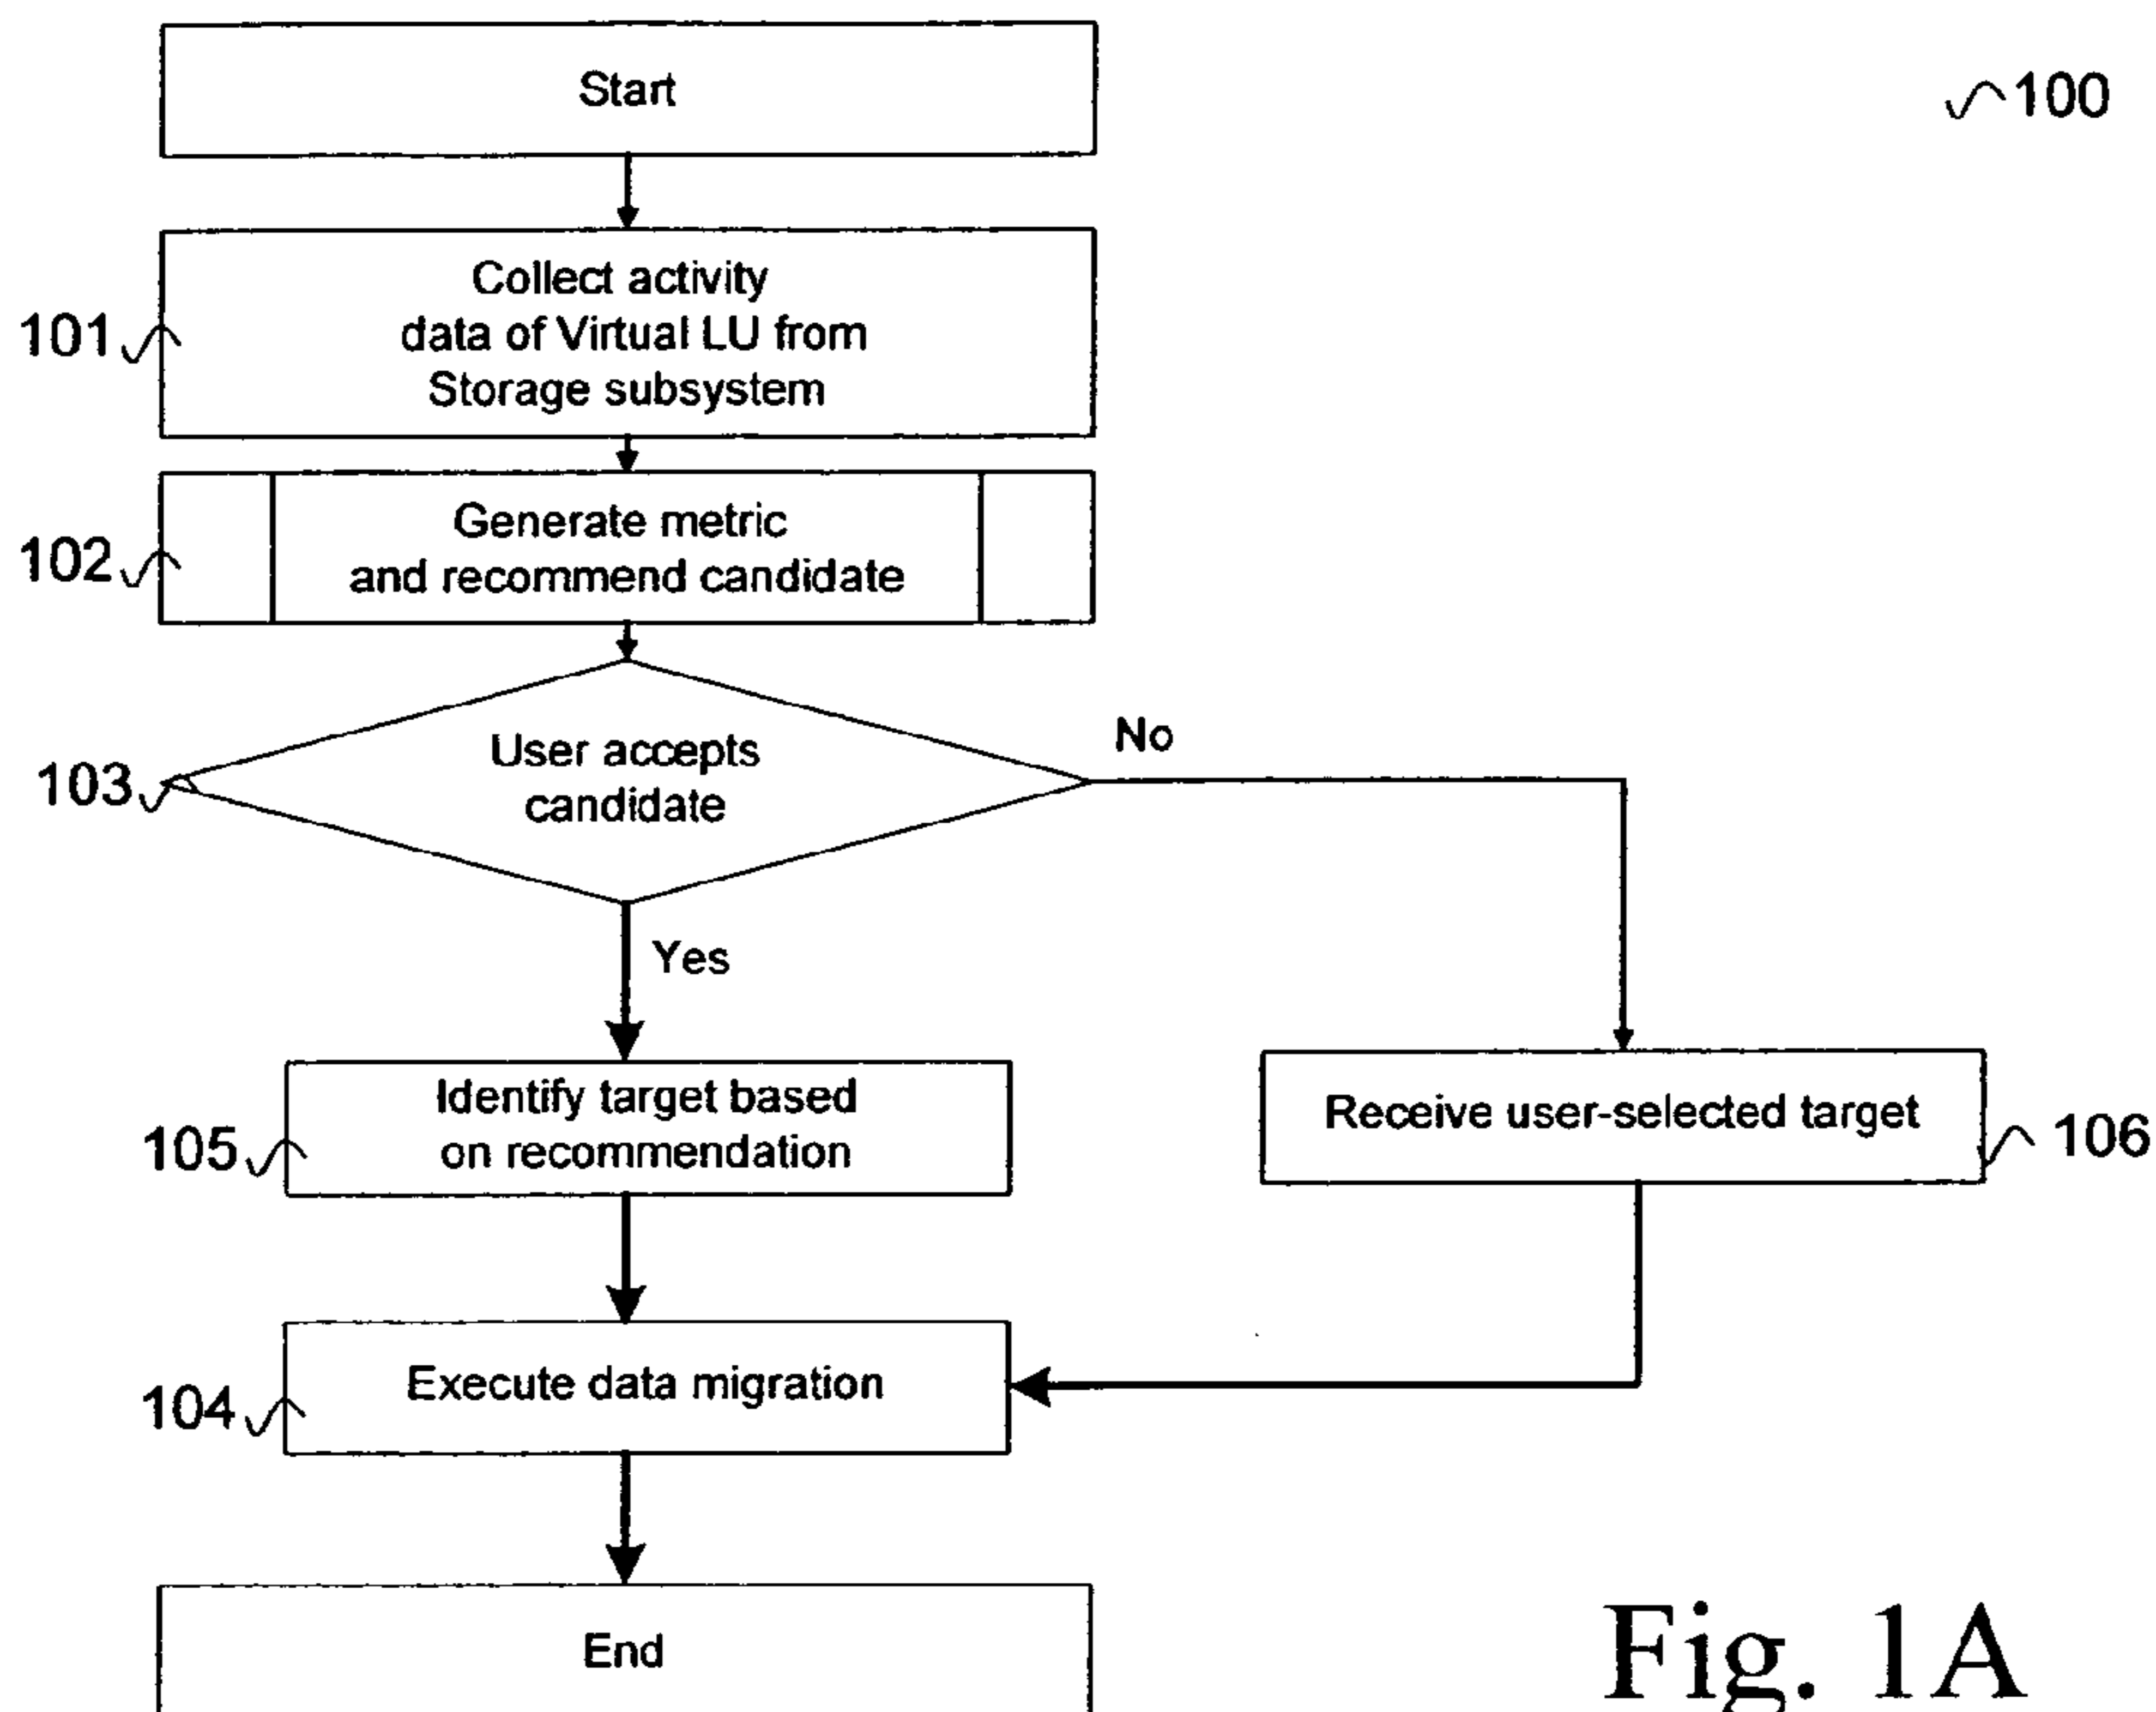 Start
100
Collect activity
data of Virtual LU from
Storage subsystem
101
Generate metric
and recommend candidate
102
User accepts
candidate
103
No
Yes
Identify target based
on recommendation
105
Receive user-selected target
106
Execute data migration
104
End
Fig. 1A